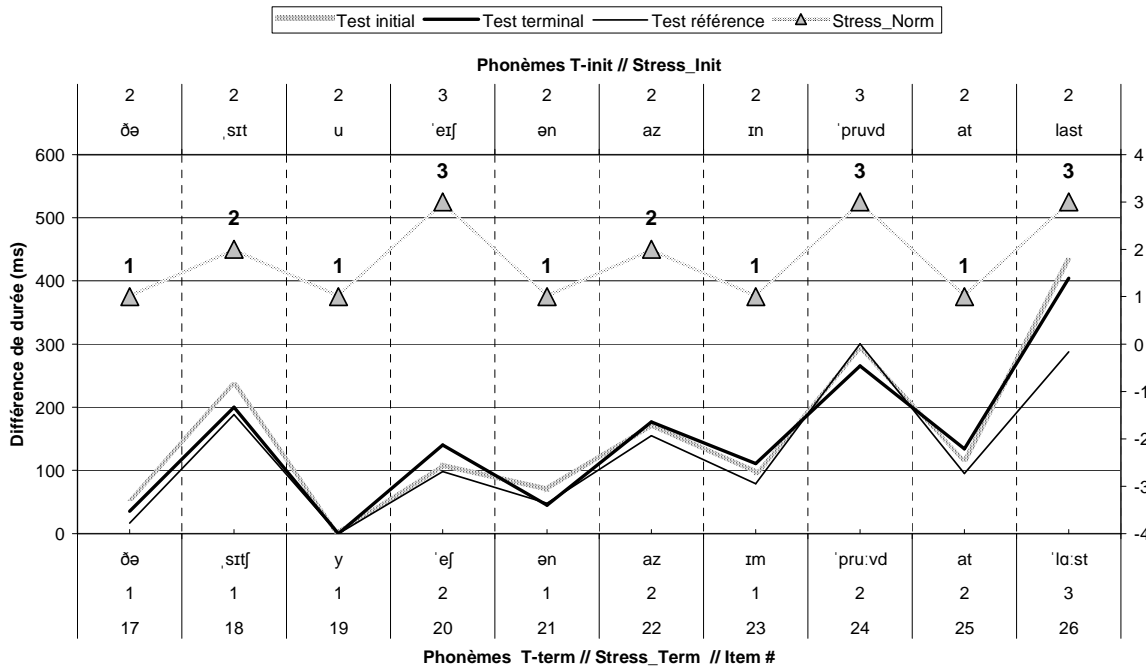 Test initial Test terminal Test référence Stress_Norm
Phonèmes T-init // Stress_Init
2 2 2 3 2 2 2 3 2 2
ðə ˌsɪt u ˈeɪʃ ən az ɪn ˈpruvd at last
600 4
3 3 3 3
500
2 2 2
400
1 1 1 1 1 1
300 0
Différence de durée (ms)
-1
200
-2
100 -3
0 -4
ðə ˌsɪtʃ y ˈeʃ ən az ɪm ˈpruːvd at ˈlɑːst
1 1 1 2 1 2 1 2 2 3
17 18 19 20 21 22 23 24 25 26
Phonèmes T-term // Stress_Term // Item #